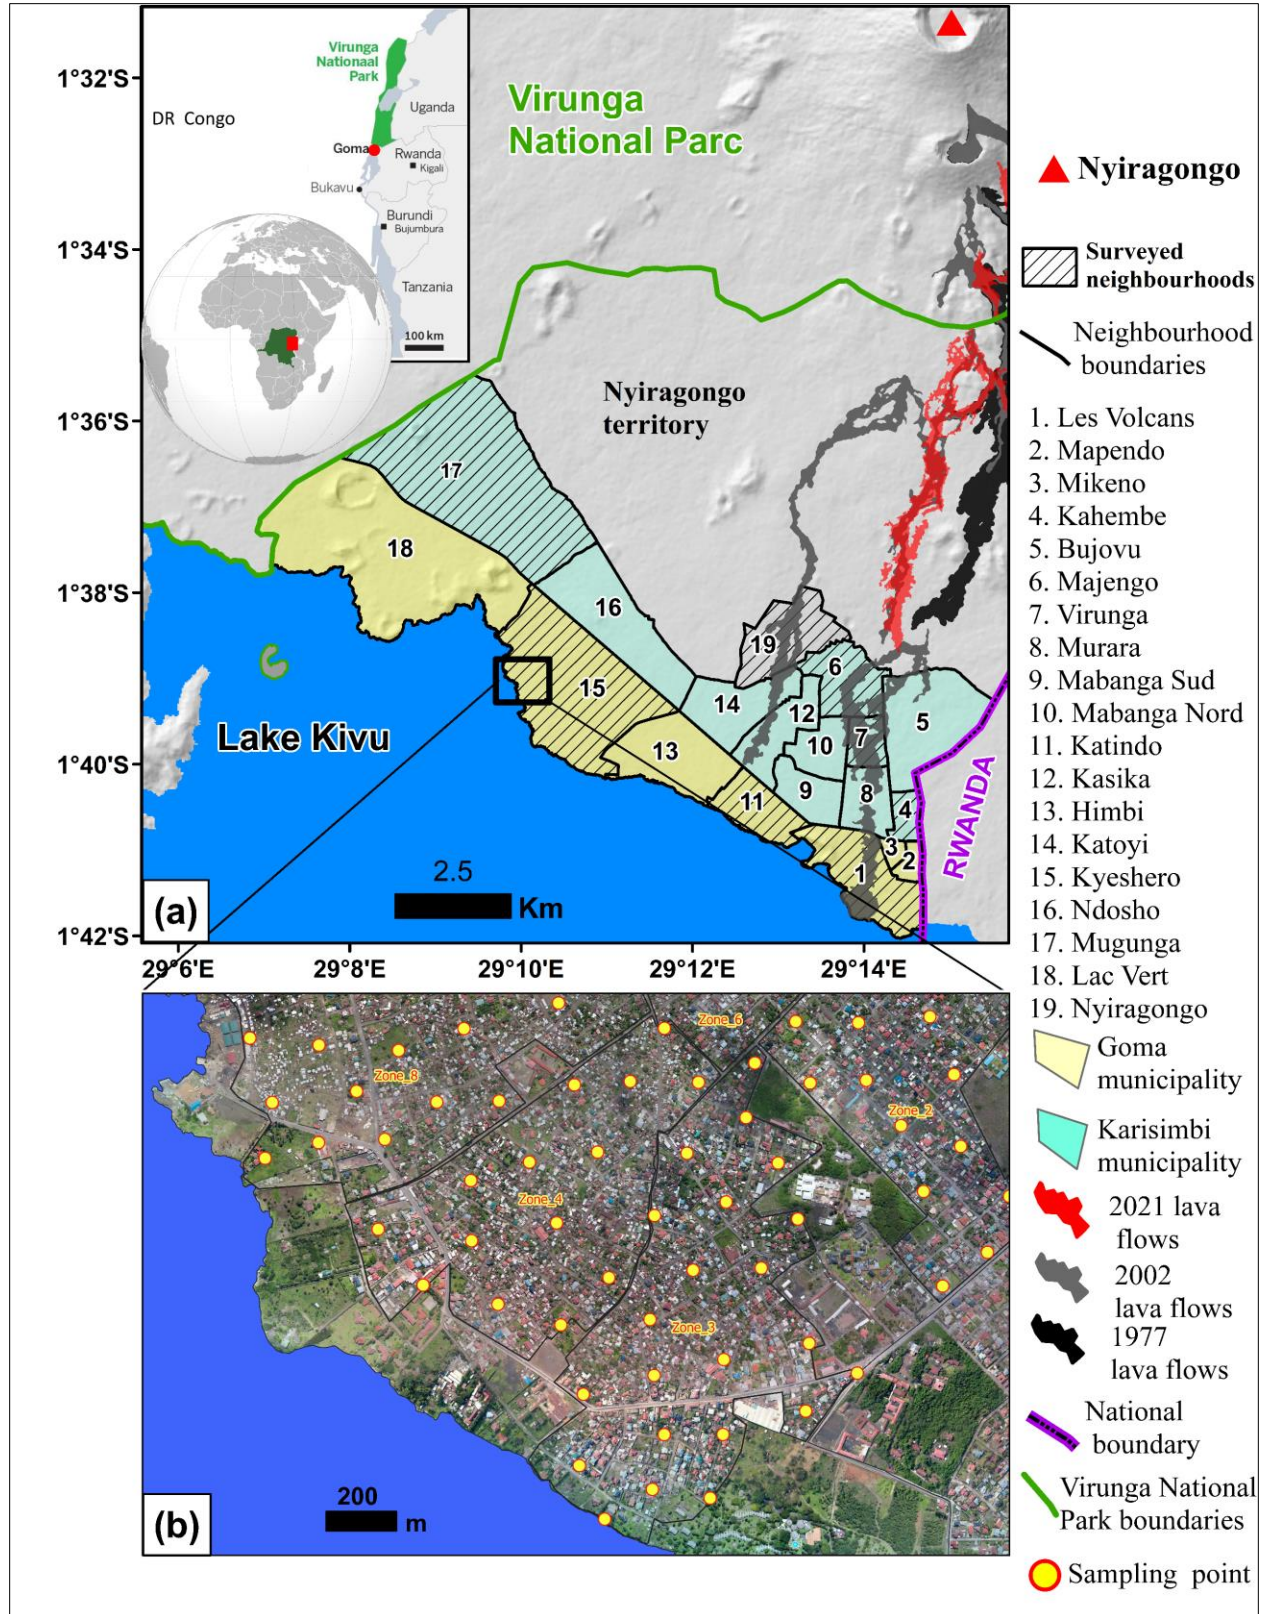 Virunga
Nationaal
Park
DR Congo
Uganda
Goma
Rwanda
Kigali
Bukavu
Burundi
Bujumbura
Tanzania
100 km
1°32'S
1°34'S
1°36'S
1°38'S
1°40'S
1°42'S
Virunga
National Parc
Nyiragongo
territory
17
18
16
19
6
15
14
12
5
10
7
13
9
8
4
11
3
2
1
Lake Kivu
RWANDA
2.5
Km
(a)
29°6'E
29°8'E
29°10'E
29°12'E
29°14'E
Zone_6
Zone_8
Zone_2
Zone_4
Zone_3
200
m
(b)
Nyiragongo
Surveyed
neighbourhoods
Neighbourhood
boundaries
1. Les Volcans
2. Mapendo
3. Mikeno
4. Kahembe
5. Bujovu
6. Majengo
7. Virunga
8. Murara
9. Mabanga Sud
10. Mabanga Nord
11. Katindo
12. Kasika
13. Himbi
14. Katoyi
15. Kyeshero
16. Ndosho
17. Mugunga
18. Lac Vert
19. Nyiragongo
Goma
municipality
Karisimbi
municipality
2021 lava
flows
2002
lava flows
1977
lava flows
National
boundary
Virunga National
Park boundaries
Sampling point